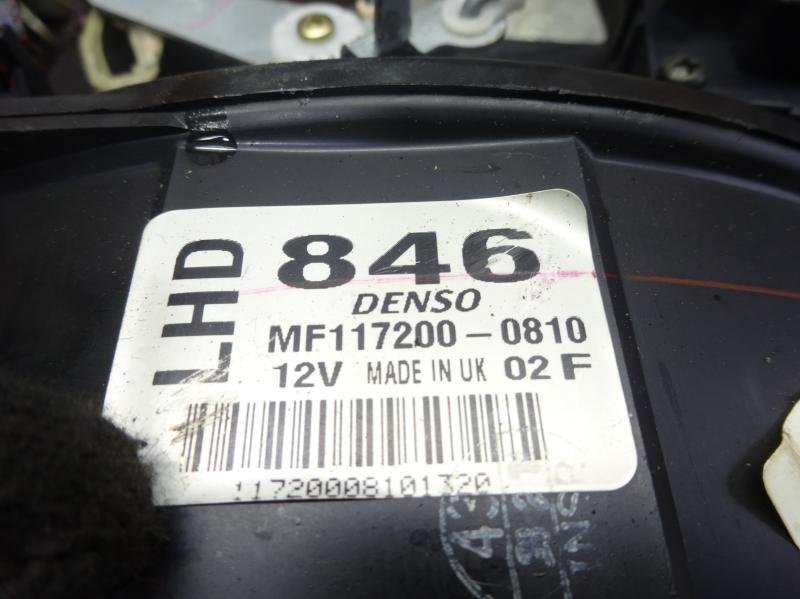 LHD
846
DENSO
MF117200-0810
12V MADE IN UK 02 F
11720008101320